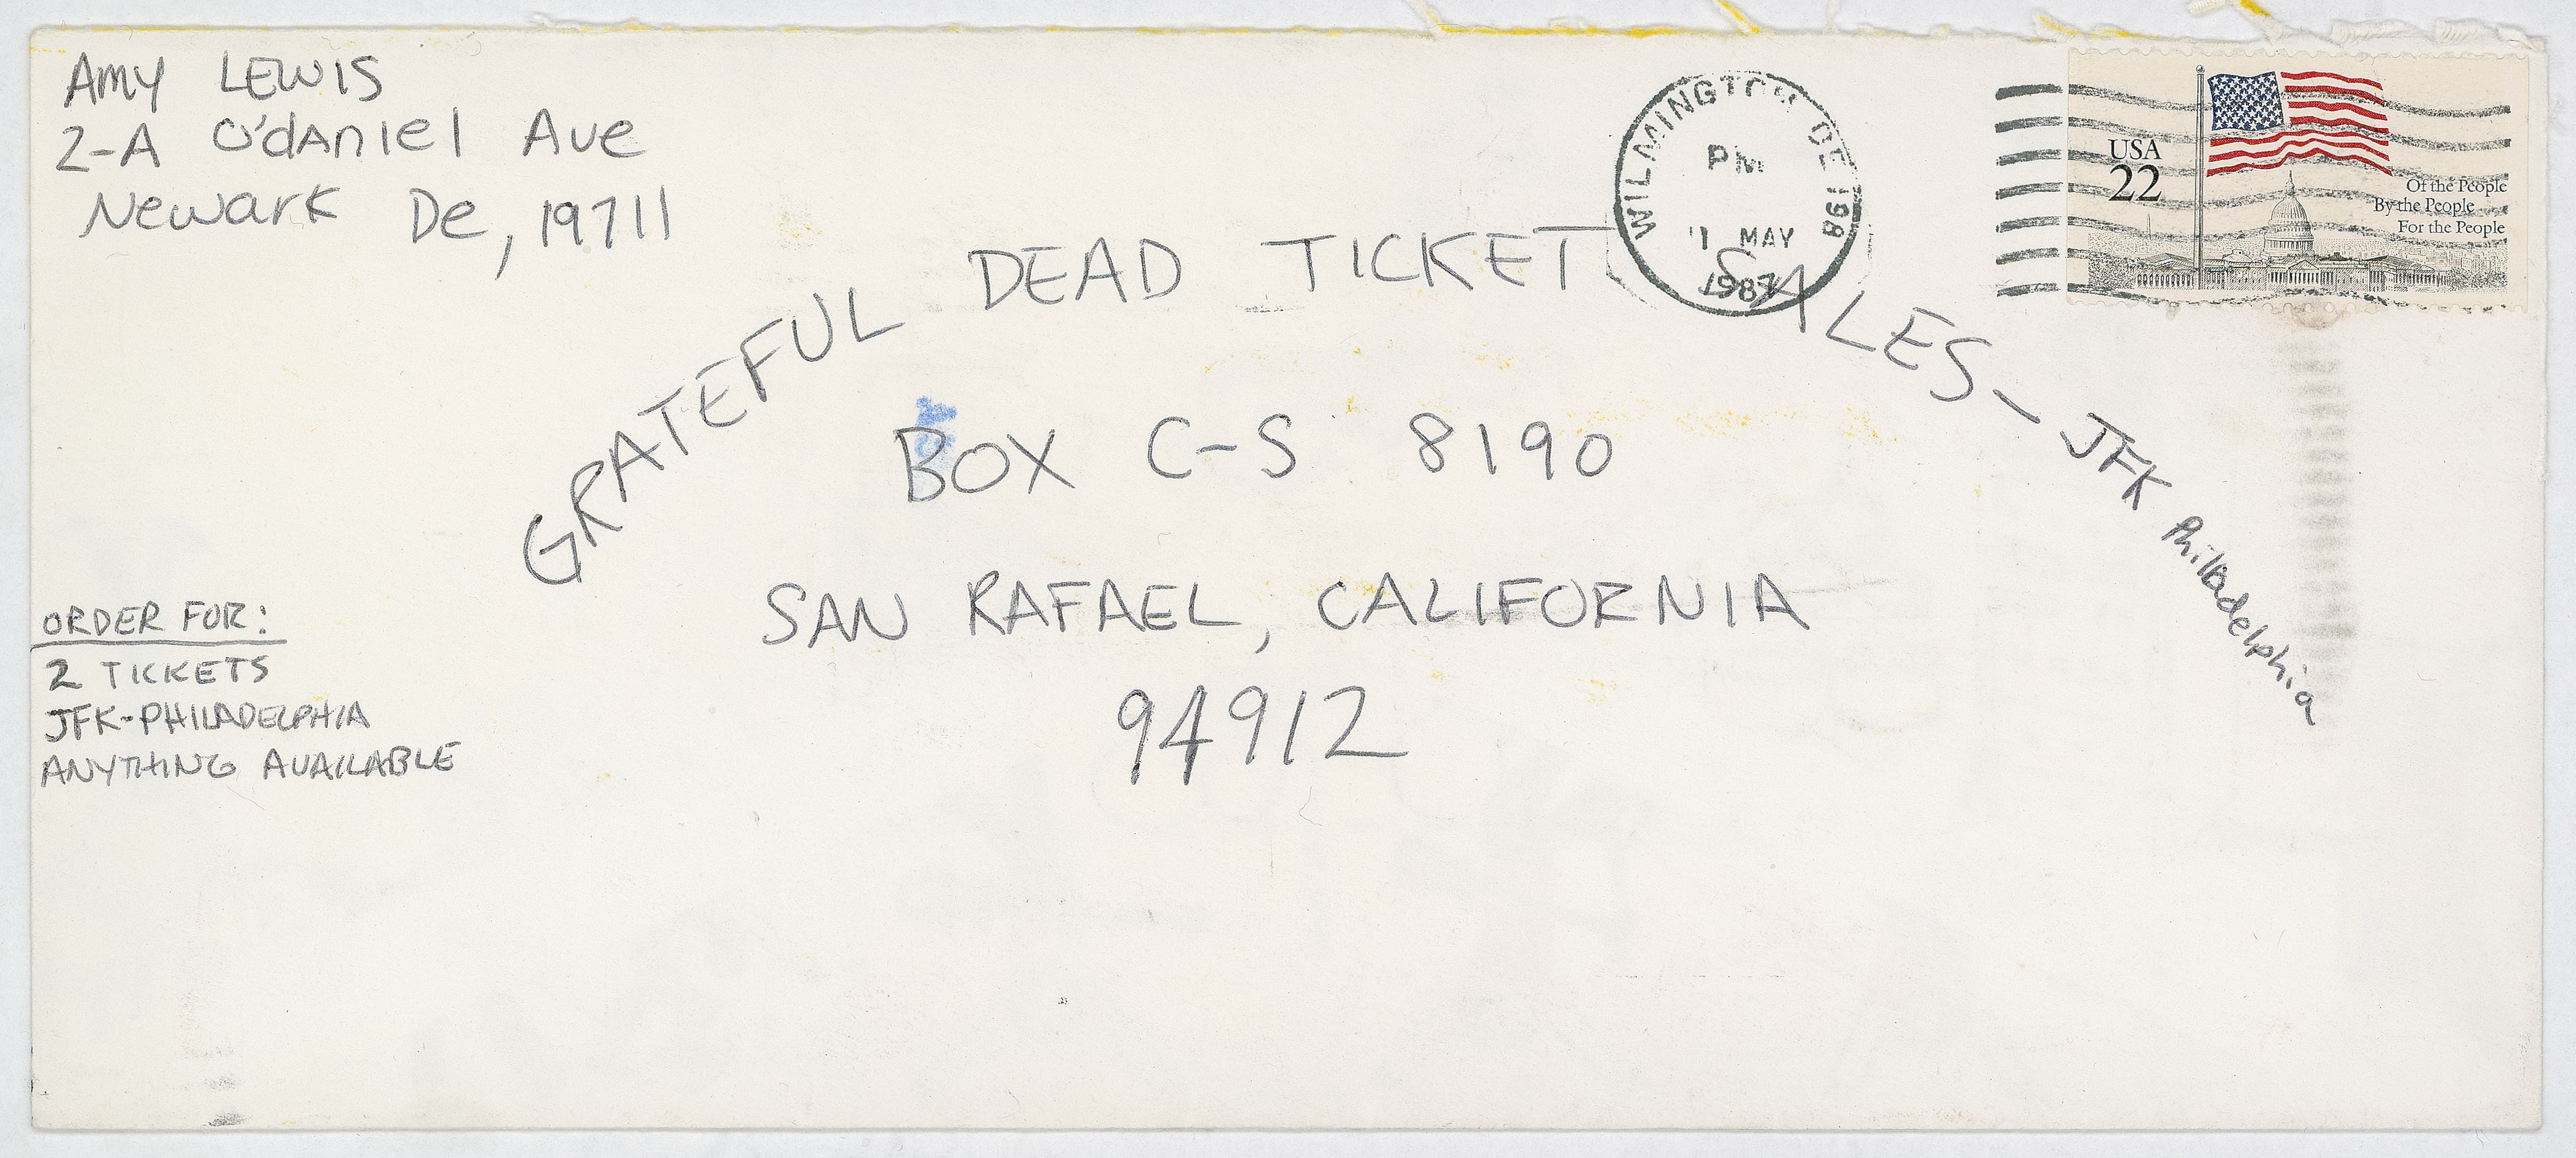 AMY LEWIS
2-A O'dAniel Ave
Newark De, 19711
WILMINGTON DE 198
PM
1 MAY
1987
USA
22
Of the People
By the People
For the People
GRATEFUL DEAD TICKET SALES - JFK Philadelphia
BOX C-S 8190
SAN RAFAEL, CALIFORNIA
94912
ORDER FOR:
2 TICKETS
JFK-PHILADELPHIA
ANYTHING AVAILABLE